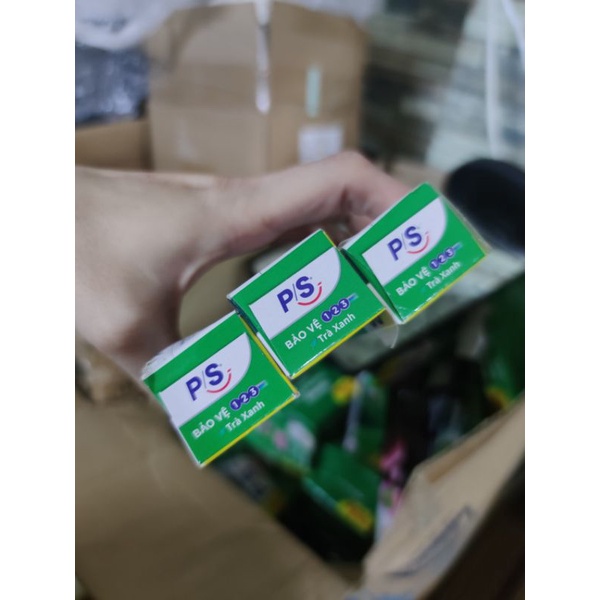 P/S
BẢO VỆ 1·2·3
Trà Xanh
P/S
BẢO VỆ 1·2·3
Trà Xanh
P/S
BẢO VỆ 1·2·3
Trà Xanh